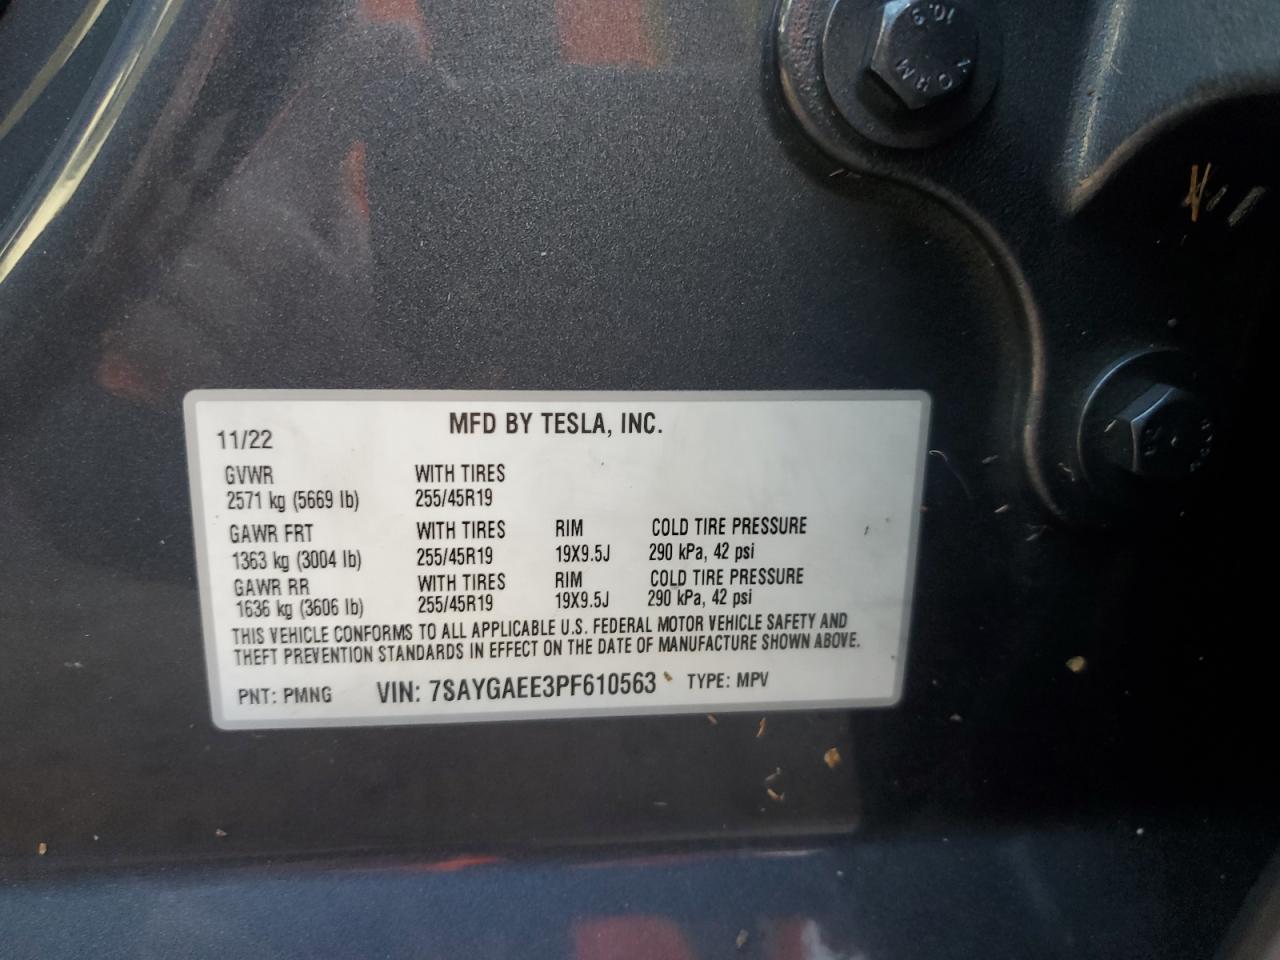 10.9
VORM
MFD BY TESLA, INC.
11/22
GVWR WITH TIRES
2571 kg (5669 lb) 255/45R19
GAWR FRT WITH TIRES RIM COLD TIRE PRESSURE
1363 kg (3004 lb) 255/45R19 19X9.5J 290 kPa, 42 psi
GAWR RR WITH TIRES RIM COLD TIRE PRESSURE
1636 kg (3606 lb) 255/45R19 19X9.5J 290 kPa, 42 psi
THIS VEHICLE CONFORMS TO ALL APPLICABLE U.S. FEDERAL MOTOR VEHICLE SAFETY AND
THEFT PREVENTION STANDARDS IN EFFECT ON THE DATE OF MANUFACTURE SHOWN ABOVE.
PNT: PMNG VIN: 7SAYGAEE3PF610563 TYPE: MPV